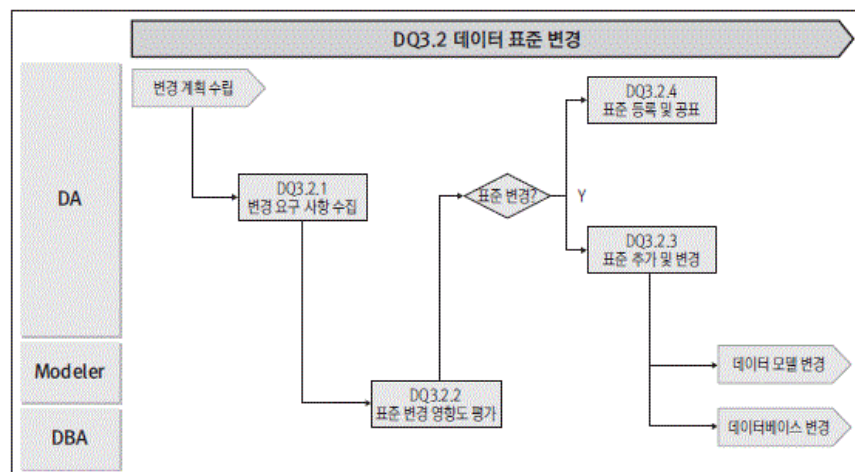 DQ3.2 데이터 표준 변경
DA
Modeler
DBA
변경 계획 수립
DQ3.2.1
변경 요구 사항 수집
DQ3.2.2
표준 변경 영향도 평가
표준 변경?
Y
DQ3.2.4
표준 등록 및 공표
DQ3.2.3
표준 추가 및 변경
데이터 모델 변경
데이터베이스 변경